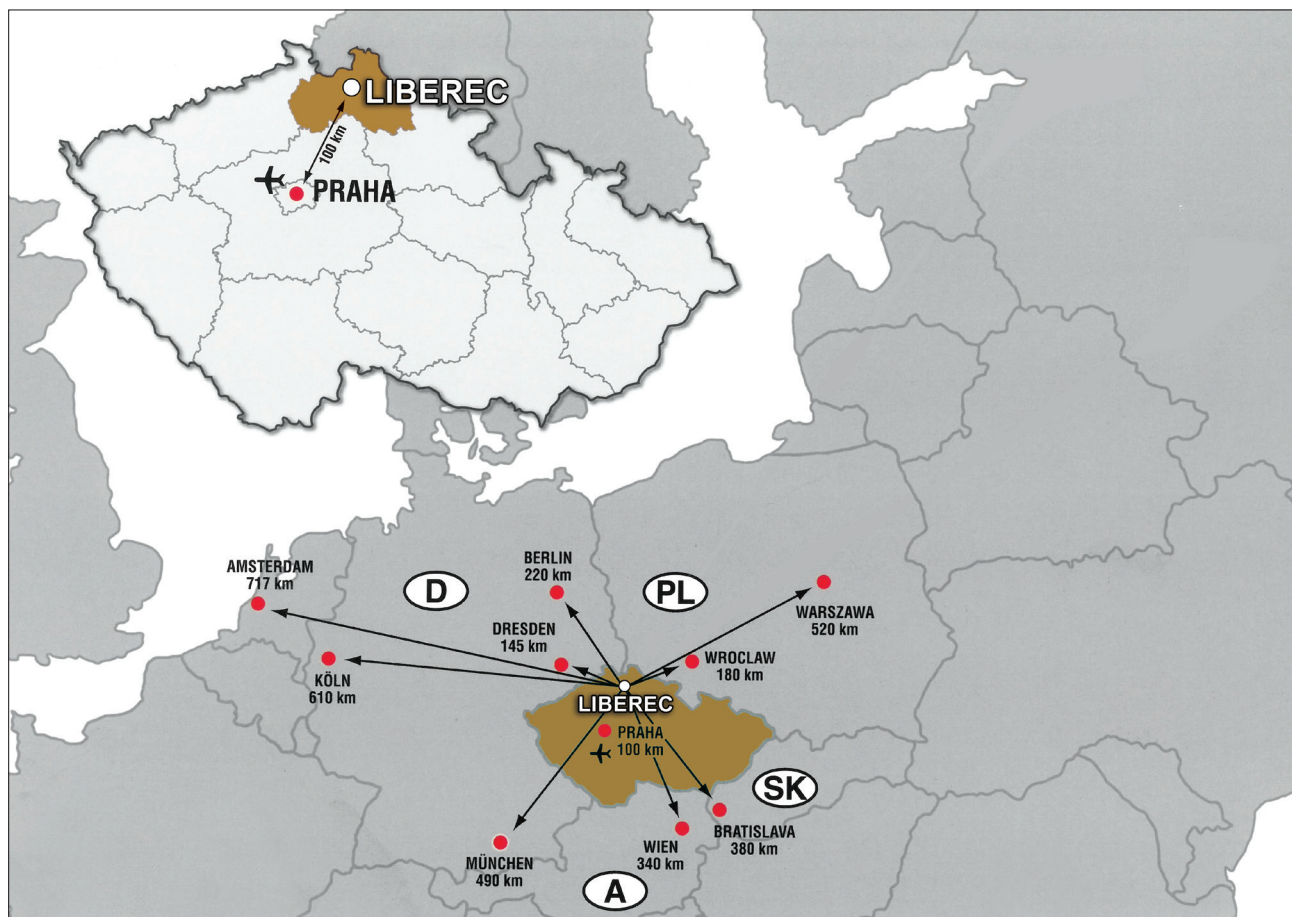 LIBEREC
100 km
PRAHA
AMSTERDAM
717 km
BERLIN
220 km
D
PL
WARSZAWA
520 km
DRESDEN
145 km
WROCLAW
180 km
KÖLN
610 km
LIBEREC
PRAHA
100 km
SK
BRATISLAVA
380 km
WIEN
340 km
MÜNCHEN
490 km
A